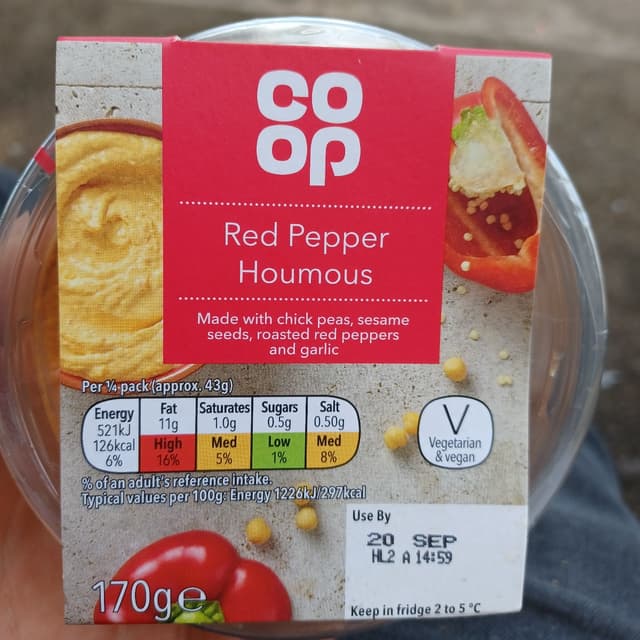 CO
OP
Red Pepper
Houmous
Made with chick peas, sesame
seeds, roasted red peppers
and garlic
Per ¼ pack (approx. 43g)
Energy 521kJ 126kcal 6%
Fat 11g High 16%
Saturates 1.0g Med 5%
Sugars 0.5g Low 1%
Salt 0.50g Med 8%
V
Vegetarian
& vegan
% of an adult's reference intake.
Typical values per 100g: Energy 1226kJ/297kcal
Use By
20 SEP
HL2 A 14:59
170g e
Keep in fridge 2 to 5 °C